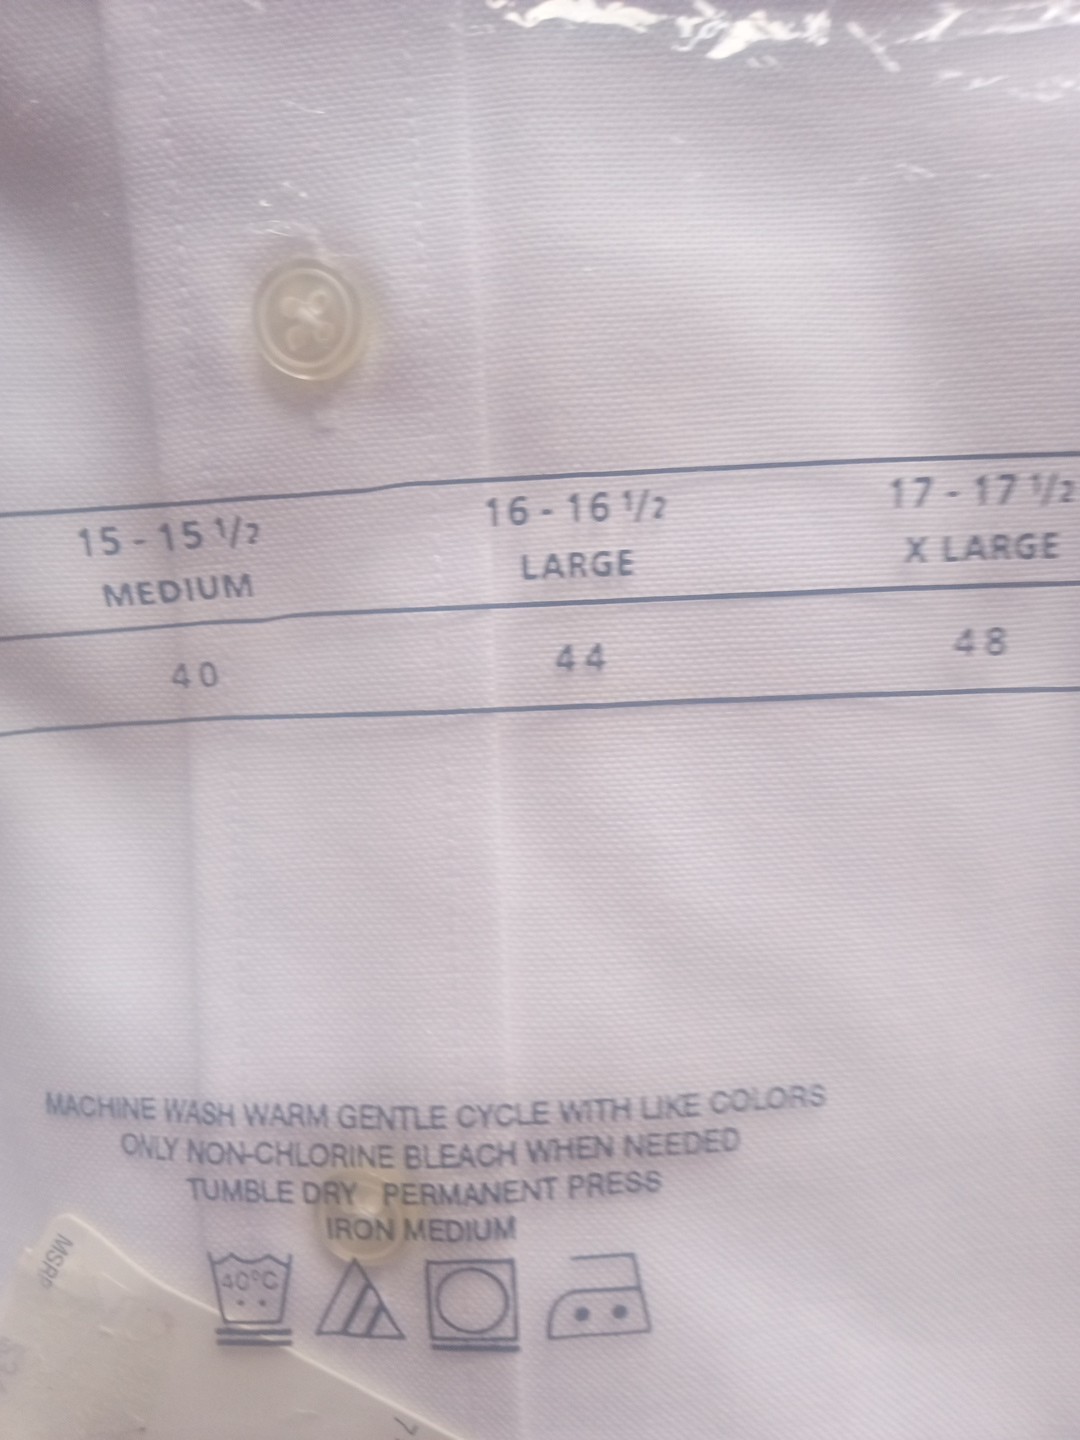 15 - 15 1/2 16 - 16 1/2 17 - 17 1/2
MEDIUM LARGE X LARGE
40 44 48
MACHINE WASH WARM GENTLE CYCLE WITH LIKE COLORS
ONLY NON-CHLORINE BLEACH WHEN NEEDED
TUMBLE DRY PERMANENT PRESS
IRON MEDIUM
40°C
MSRP